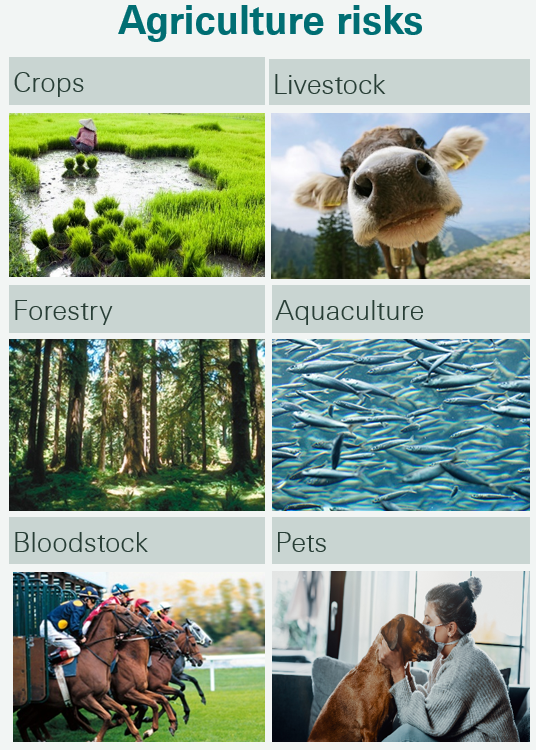 Agriculture risks
Crops
Livestock
Forestry
Aquaculture
Bloodstock
Pets